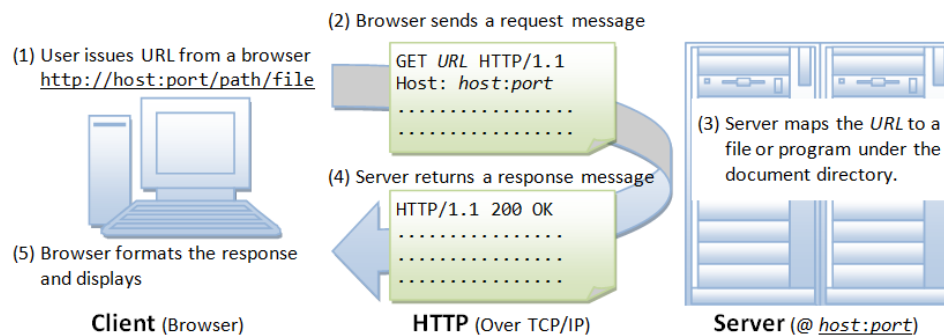 (1) User issues URL from a browser
http://host:port/path/file
(2) Browser sends a request message
GET URL HTTP/1.1
Host: host:port
.................
.................
(3) Server maps the URL to a
file or program under the
document directory.
(4) Server returns a response message
HTTP/1.1 200 OK
................
................
................
(5) Browser formats the response
and displays
Client (Browser)
HTTP (Over TCP/IP)
Server (@ host:port)